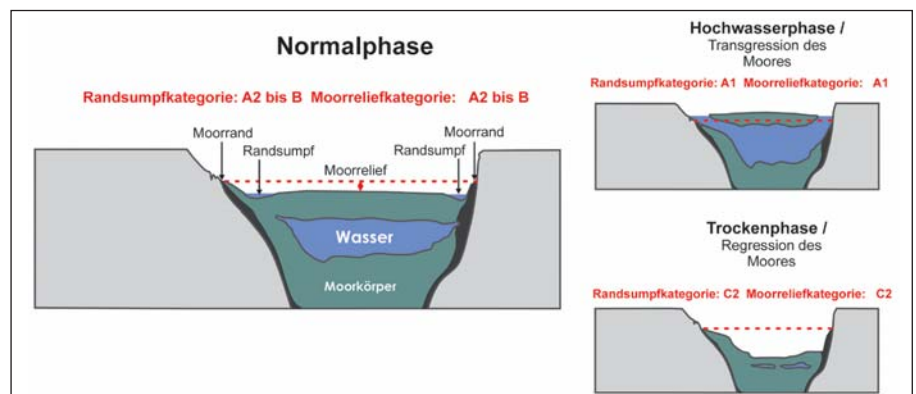 Normalphase
Randsumpfkategorie: A2 bis B Moorreliefkategorie: A2 bis B
Moorrand
Randsumpf
Moorrelief
Moorrand
Randsumpf
Wasser
Moorkörper
Hochwasserphase /
Transgression des
Moores
Randsumpfkategorie: A1 Moorreliefkategorie: A1
Trockenphase /
Regression des
Moores
Randsumpfkategorie: C2 Moorreliefkategorie: C2